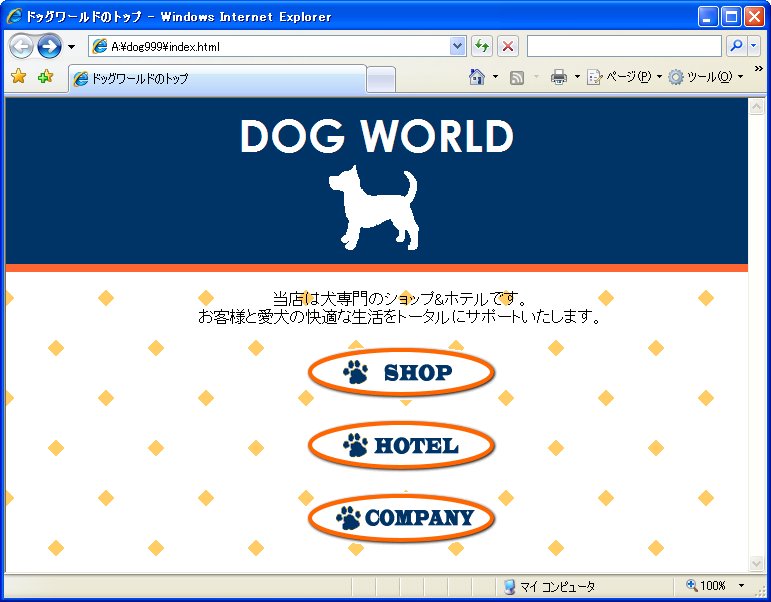 ドッグワールドのトップ - Windows Internet Explorer
A:¥dog999¥index.html
ドッグワールドのトップ
ページ(P)
ツール(O)
»
DOG WORLD
当店は犬専門のショップ&ホテルです。
お客様と愛犬の快適な生活をトータルにサポートいたします。
SHOP
HOTEL
COMPANY
マイ コンピュータ
100%